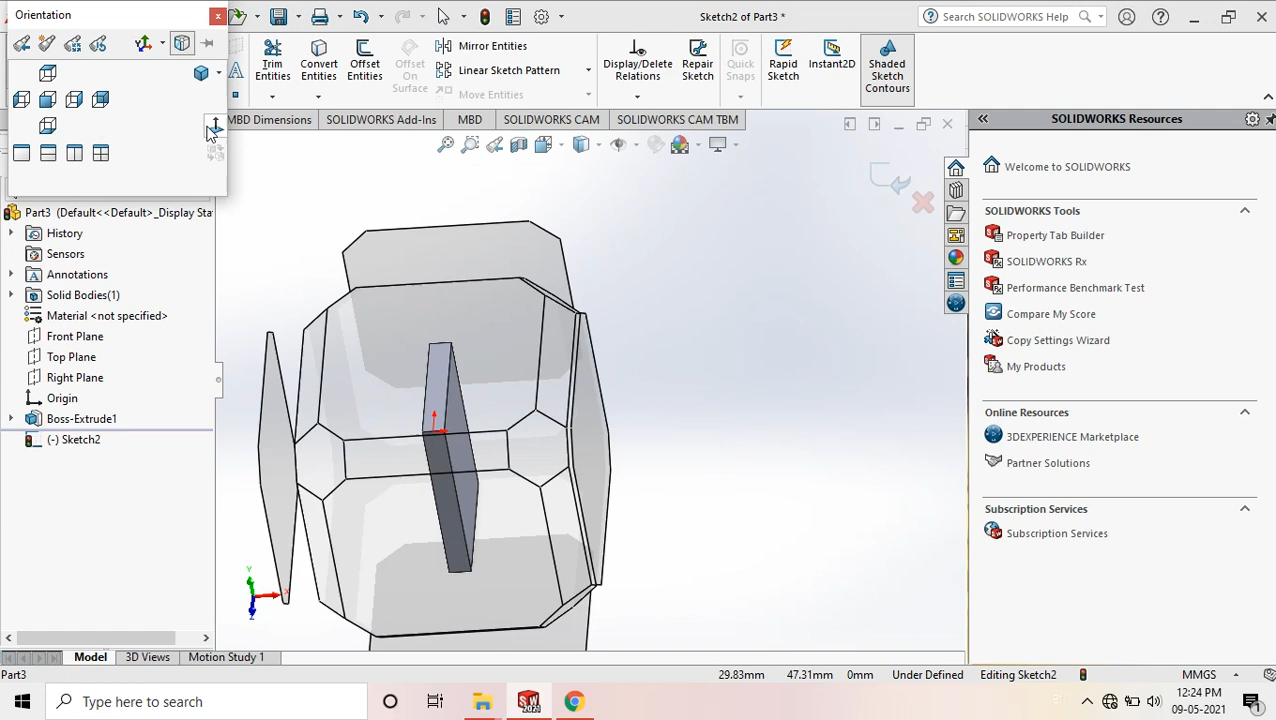 Orientation
x
Sketch2 of Part3 *
Search SOLIDWORKS Help
Trim Entities
Convert Entities
Offset Entities
Offset On Surface
Mirror Entities
Linear Sketch Pattern
Move Entities
Display/Delete Relations
Repair Sketch
Quick Snaps
Rapid Sketch
Instant2D
Shaded Sketch Contours
MBD Dimensions
SOLIDWORKS Add-Ins
MBD
SOLIDWORKS CAM
SOLIDWORKS CAM TBM
SOLIDWORKS Resources
Welcome to SOLIDWORKS
SOLIDWORKS Tools
Property Tab Builder
SOLIDWORKS Rx
Performance Benchmark Test
Compare My Score
Copy Settings Wizard
My Products
Online Resources
3DEXPERIENCE Marketplace
Partner Solutions
Subscription Services
Subscription Services
Part3 (Default<<Default>_Display Sta
History
Sensors
Annotations
Solid Bodies(1)
Material <not specified>
Front Plane
Top Plane
Right Plane
Origin
Boss-Extrude1
(-) Sketch2
Y
X
Z
Model
3D Views
Motion Study 1
Part3
29.83mm
47.31mm
0mm
Under Defined
Editing Sketch2
MMGS
Type here to search
SW
2021
12:24 PM
09-05-2021
1